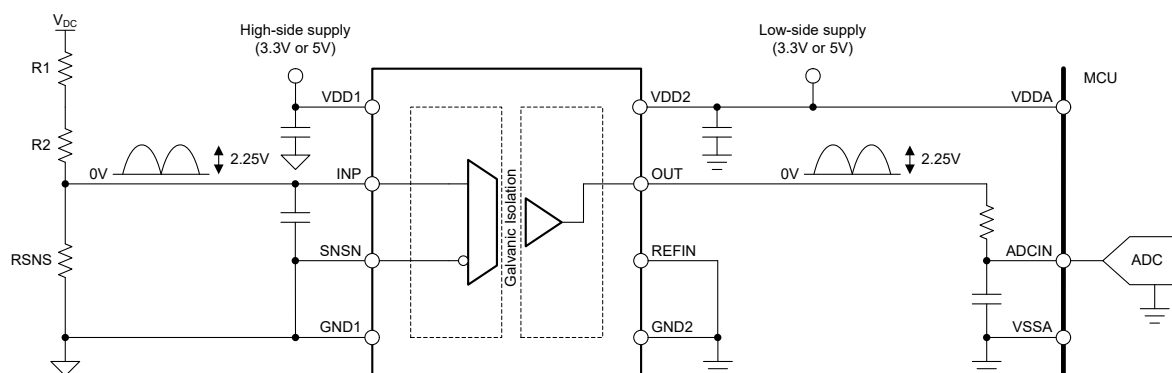 V_DC
High-side supply
(3.3V or 5V)
Low-side supply
(3.3V or 5V)
MCU
R1
VDD1
VDD2
VDDA
R2
0V
2.25V
INP
OUT
0V
2.25V
Galvanic Isolation
RSNS
SNSN
REFIN
ADCIN
ADC
GND1
GND2
VSSA